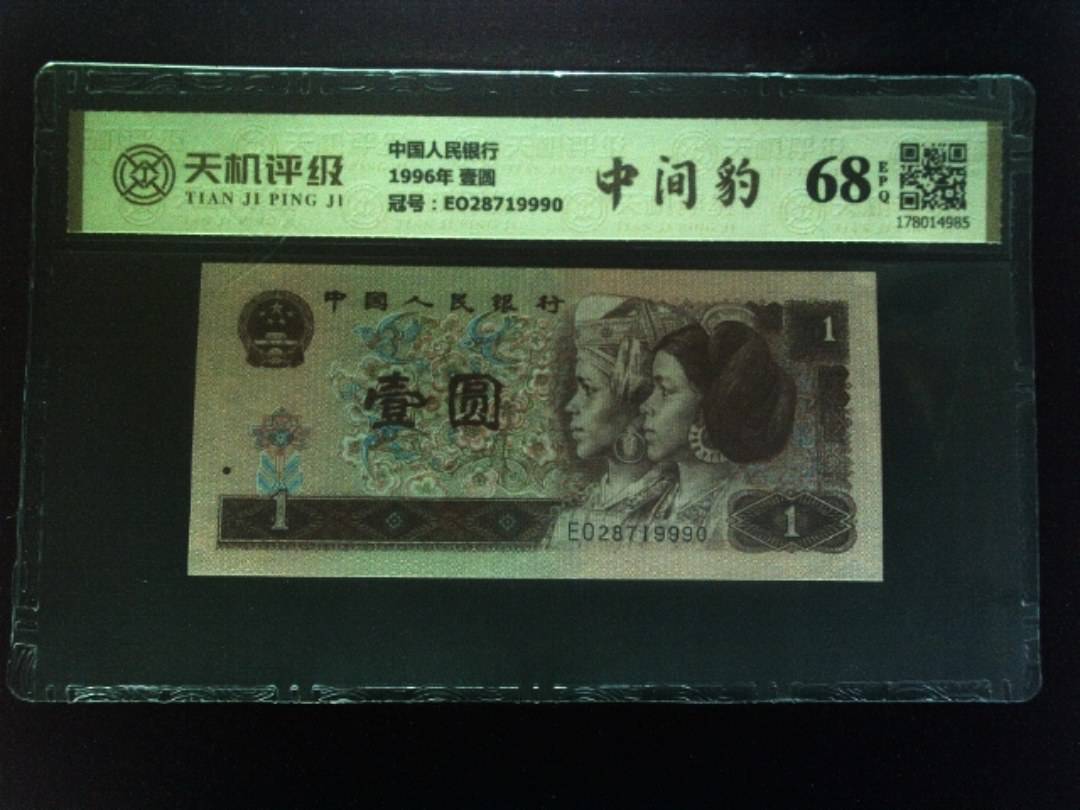 天机评级
TIAN JI PING JI
中国人民银行
1996年 壹圆
冠号：EO28719990
中间豹
68
EPQ
178014985
中国人民银行
1
壹圆
1
EO28719990
1